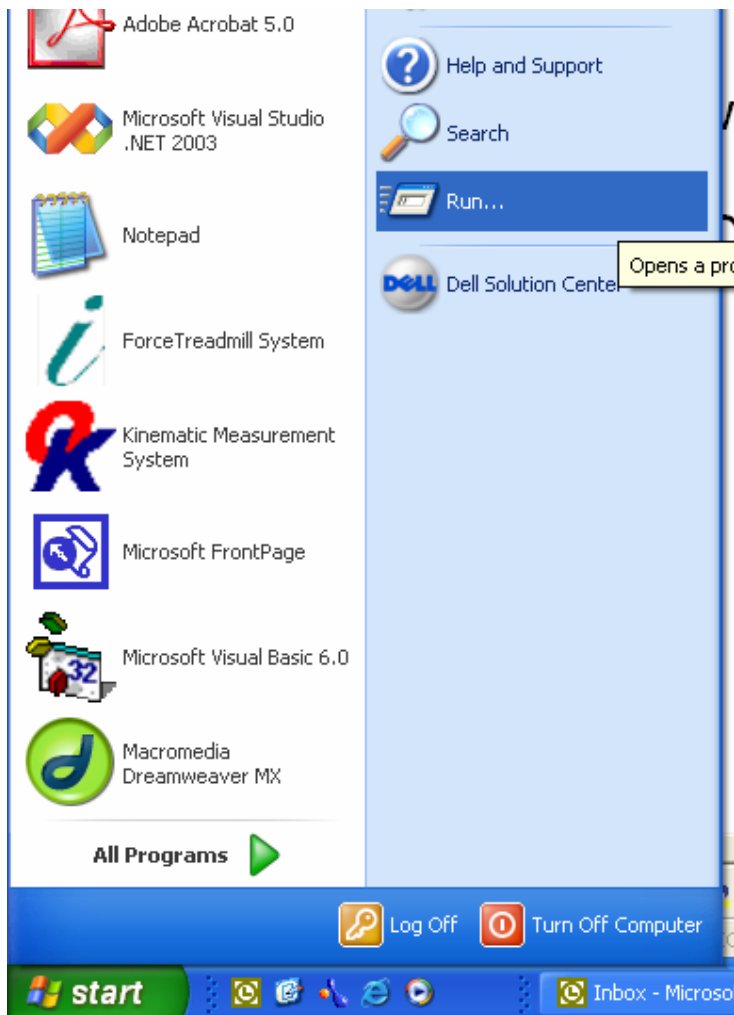 Adobe Acrobat 5.0
Microsoft Visual Studio
.NET 2003
Notepad
ForceTreadmill System
Kinematic Measurement
System
Microsoft FrontPage
32
Microsoft Visual Basic 6.0
Macromedia
Dreamweaver MX
All Programs
Help and Support
Search
Run...
Opens a pro
DELL
Dell Solution Center
Log Off
Turn Off Computer
start
Inbox - Microso